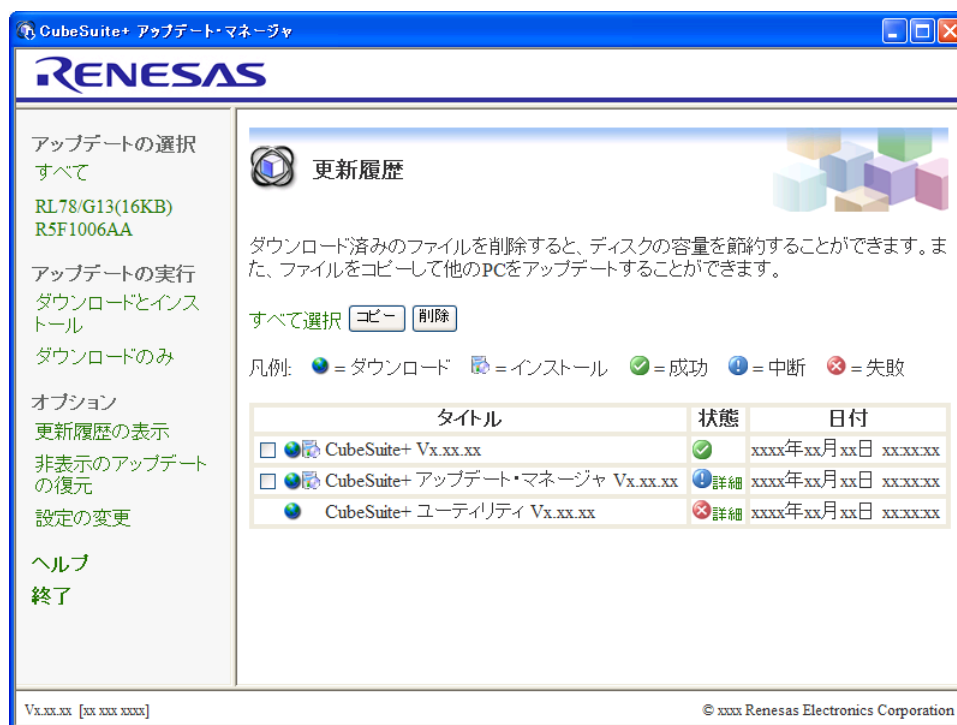 CubeSuite+ アップデート・マネージャ
RENESAS
アップデートの選択
すべて
RL78/G13(16KB)
R5F1006AA
アップデートの実行
ダウンロードとインス
トール
ダウンロードのみ
オプション
更新履歴の表示
非表示のアップデート
の復元
設定の変更
ヘルプ
終了
更新履歴
ダウンロード済みのファイルを削除すると、ディスクの容量を節約することができます。ま
た、ファイルをコピーして他のPCをアップデートすることができます。
すべて選択 コピー 削除
凡例: =ダウンロード =インストール =成功 =中断 =失敗
タイトル 状態 日付
CubeSuite+ Vx.xx.xx xxxx年xx月xx日 xx:xx:xx
CubeSuite+ アップデート・マネージャ Vx.xx.xx 詳細 xxxx年xx月xx日 xx:xx:xx
CubeSuite+ ユーティリティ Vx.xx.xx 詳細 xxxx年xx月xx日 xx:xx:xx
Vx.xx.xx [xx xxx xxxx] © xxxx Renesas Electronics Corporation